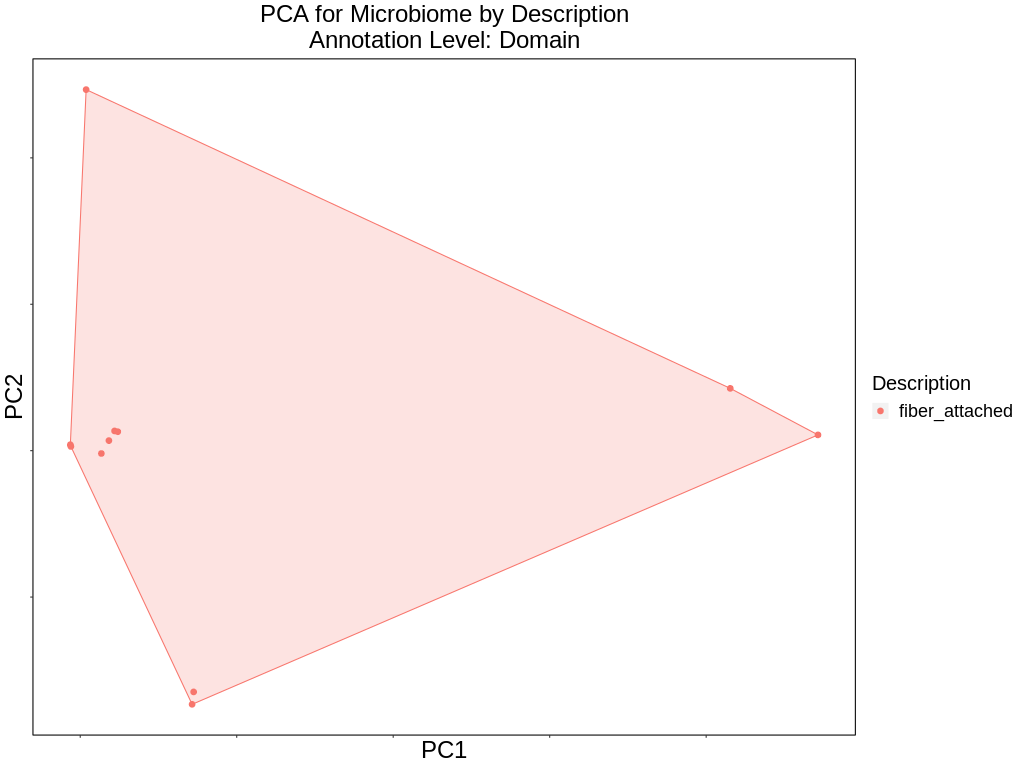 PCA for Microbiome by Description
Annotation Level: Domain
PC2
Description
fiber_attached
PC1